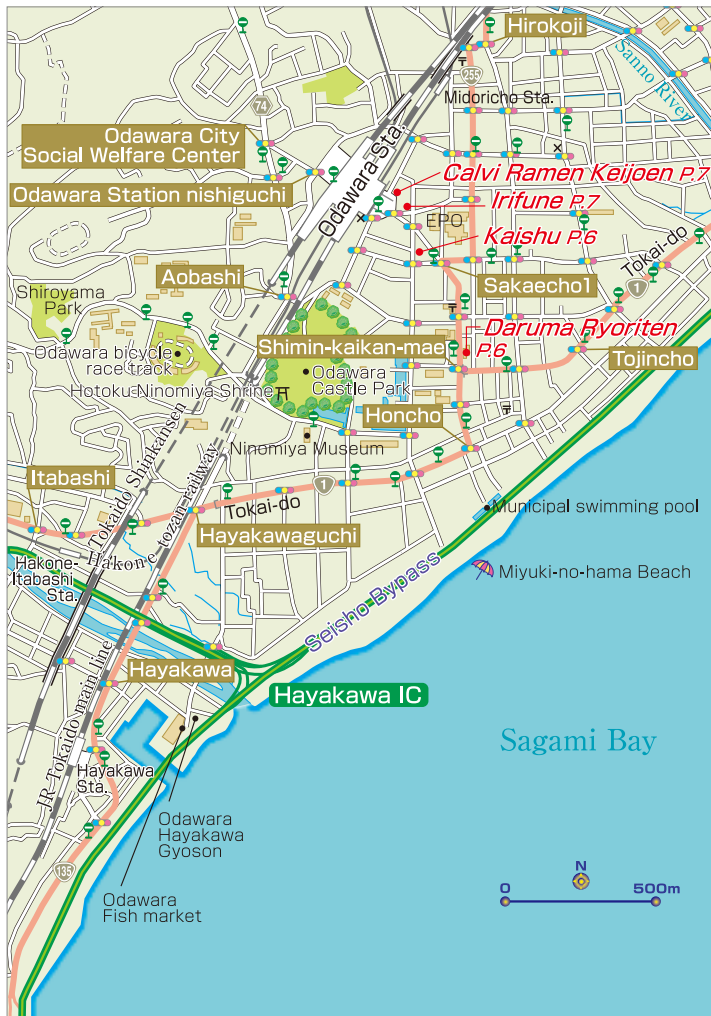 Hirokoji
255
Sanno River
74
Midoricho Sta.
Odawara City
Social Welfare Center
Odawara Sta.
Odawara Station nishiguchi
Calvi Ramen Keijoen P.7
Irifune P.7
EPO
Kaishu P.6
Tokai-do
1
Aobashi
Sakaecho1
Shiroyama
Park
Daruma Ryoriten
P.6
Shimin-kaikan-mae
Odawara bicycle
race track
Odawara
Castle Park
Tojincho
Hotoku Ninomiya Shrine
Honcho
Ninomiya Museum
Itabashi
Tokaido Shinkansen
Hakone tozan railway
1
Tokai-do
Municipal swimming pool
Hayakawaguchi
Hakone-
Itabashi
Sta.
Miyuki-no-hama Beach
Seisho Bypass
Hayakawa
Hayakawa IC
JR Tokaido main line
Sagami Bay
Hayakawa
Sta.
Odawara
Hayakawa
Gyoson
135
Odawara
Fish market
N
0 500m